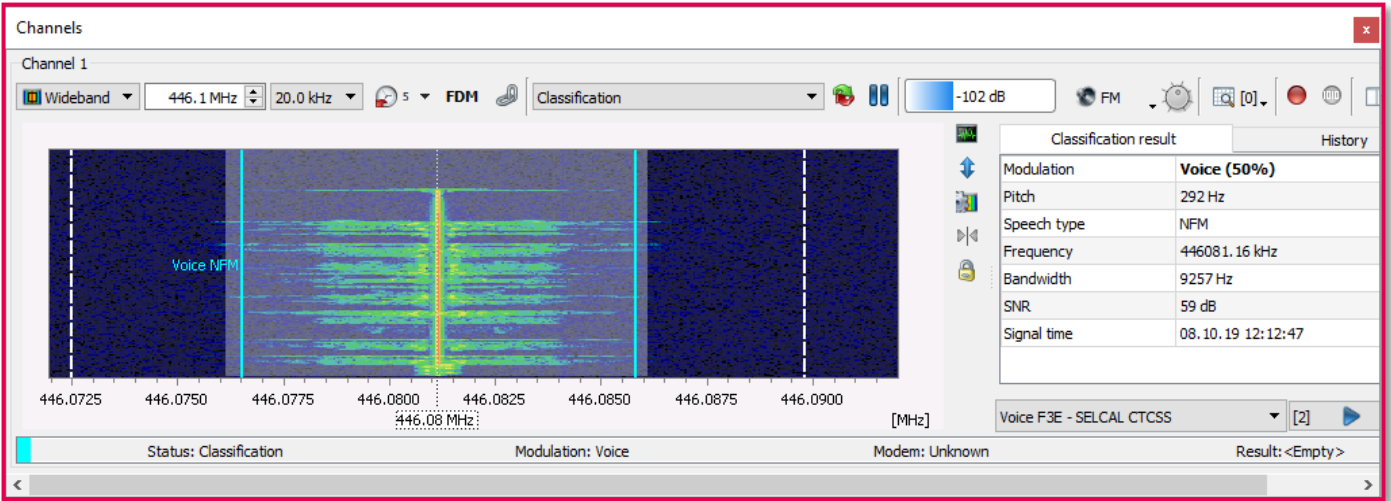 Channels
x
Channel 1
Wideband 446.1 MHz 20.0 kHz 5 FDM Classification -102 dB FM [0]
Classification result History
Modulation Voice (50%)
Pitch 292 Hz
Speech type NFM
Frequency 446081.16 kHz
Bandwidth 9257 Hz
SNR 59 dB
Signal time 08.10.19 12:12:47
Voice NFM
446.0725 446.0750 446.0775 446.0800 446.0825 446.0850 446.0875 446.0900
446.08 MHz [MHz]
Voice F3E - SELCAL CTCSS [2]
Status: Classification Modulation: Voice Modem: Unknown Result:<Empty>